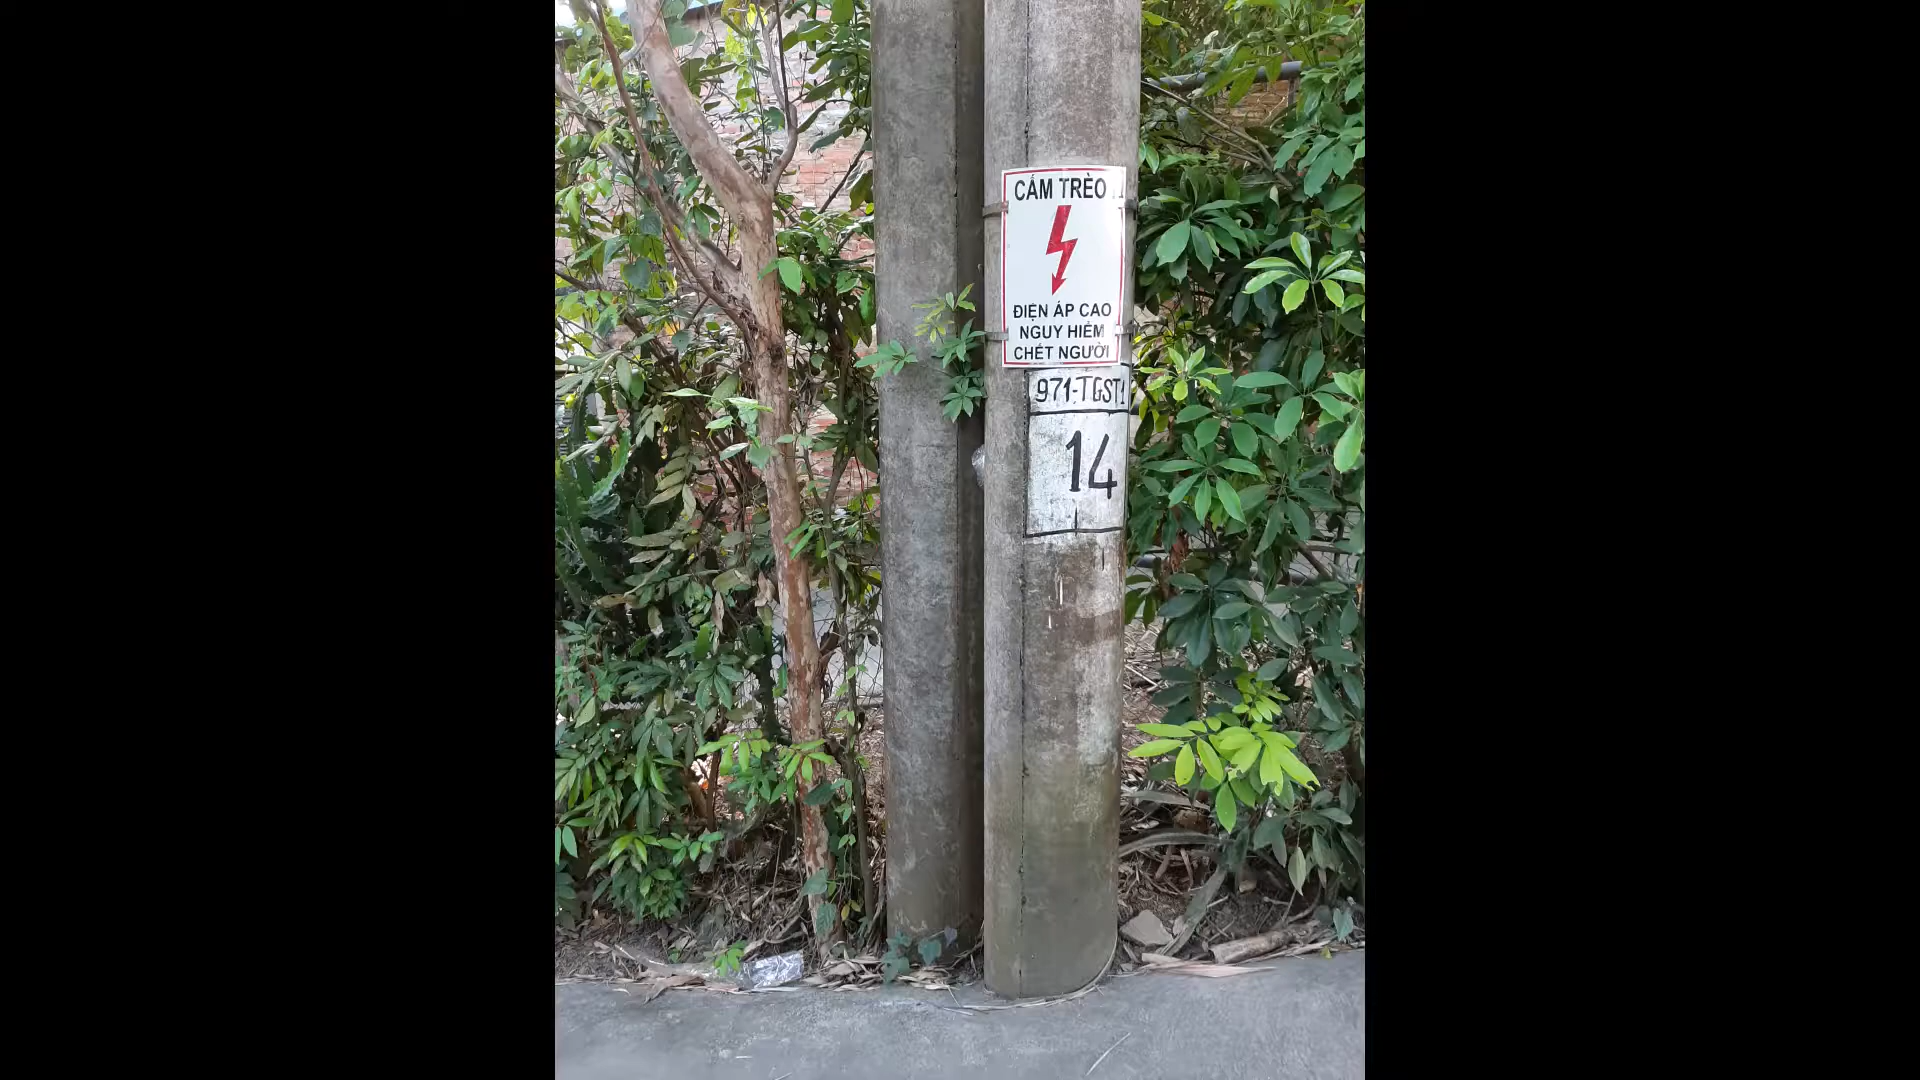 CẤM TRÈO
ĐIỆN ÁP CAO
NGUY HIỂM
CHẾT NGƯỜI
971-TGST1
14